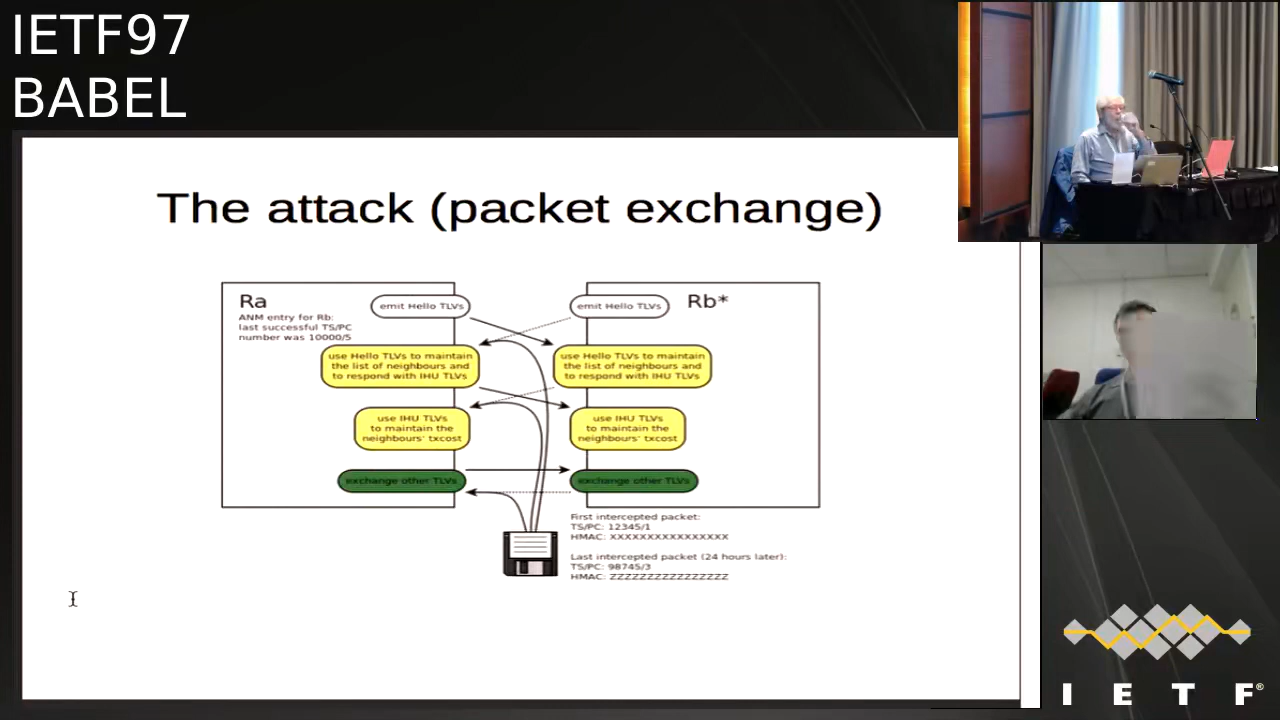 IETF97
BABEL
The attack (packet exchange)
Ra
ANM entry for Rb:
last successful TS/PC
number was 10000/5
emit Hello TLVs
emit Hello TLVs
Rb*
use Hello TLVs to maintain
the list of neighbours and
to respond with IHU TLVs
use Hello TLVs to maintain
the list of neighbours and
to respond with IHU TLVs
use IHU TLVs
to maintain the
neighbours' txcost
use IHU TLVs
to maintain the
neighbours' txcost
exchange other TLVs
exchange other TLVs
First intercepted packet:
TS/PC: 12345/1
HMAC: XXXXXXXXXXXXXXXX
Last intercepted packet (24 hours later):
TS/PC: 98745/3
HMAC: ZZZZZZZZZZZZZZZZ
I E T F®